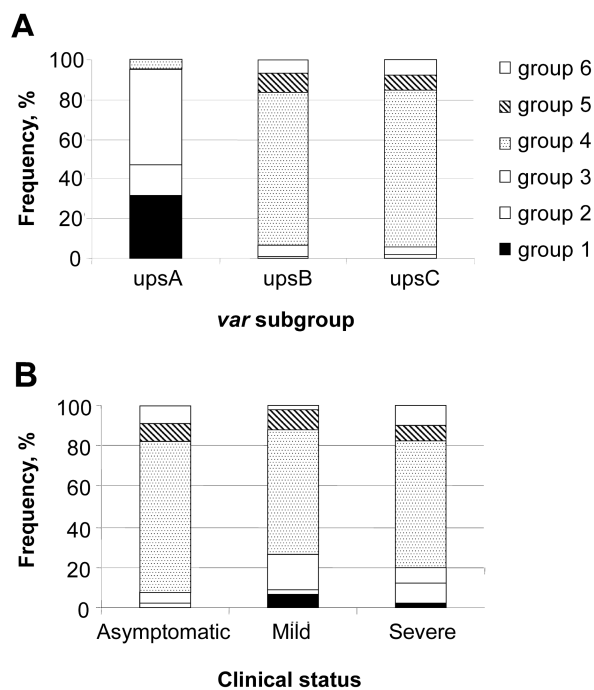 A
Frequency, %
100
80
60
40
20
0
upsA upsB upsC
var subgroup
group 6
group 5
group 4
group 3
group 2
group 1
B
Frequency, %
100
80
60
40
20
0
Asymptomatic Mild Severe
Clinical status